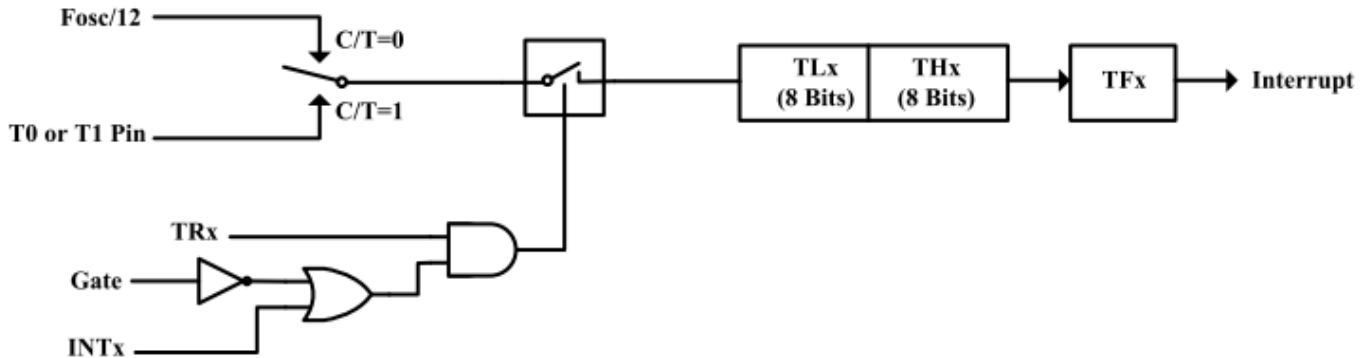 Fosc/12
C/T=0
TLx
(8 Bits)
THx
(8 Bits)
TFx
Interrupt
C/T=1
T0 or T1 Pin
TRx
Gate
INTx